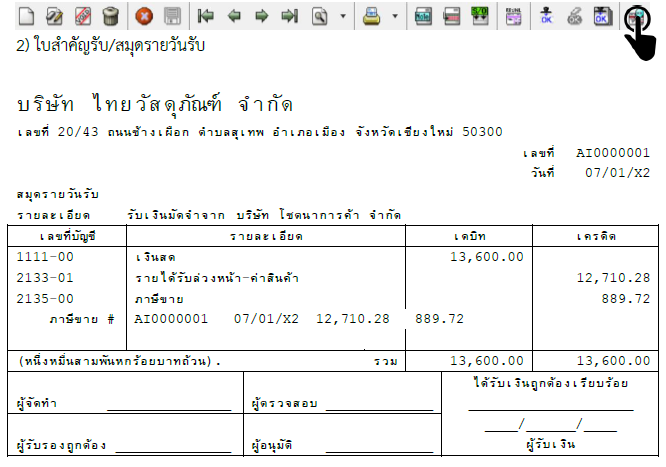 2) ใบสำคัญรับ/สมุดรายวันรับ
บริษัท ไทยวัสดุภัณฑ์ จำกัด
เลขที่ 20/43 ถนนช้างเผือก ตำบลสุเทพ อำเภอเมือง จังหวัดเชียงใหม่ 50300
เลขที่ AI0000001
วันที่ 07/01/X2
สมุดรายวันรับ
รายละเอียด รับเงินมัดจำจาก บริษัท โชตนาการค้า จำกัด
เลขที่บัญชี รายละเอียด เดบิท เครดิต
1111-00 เงินสด 13,600.00
2133-01 รายได้รับล่วงหน้า-ค่าสินค้า 12,710.28
2135-00 ภาษีขาย 889.72
ภาษีขาย # AI0000001 07/01/X2 12,710.28 889.72
(หนึ่งหมื่นสามพันหกร้อยบาทถ้วน). รวม 13,600.00 13,600.00
ได้รับเงินถูกต้องเรียบร้อย
ผู้จัดทำ ____________ ผู้ตรวจสอบ ____________
____/______/____
ผู้รับรองถูกต้อง ____________ ผู้อนุมัติ ____________ ผู้รับเงิน